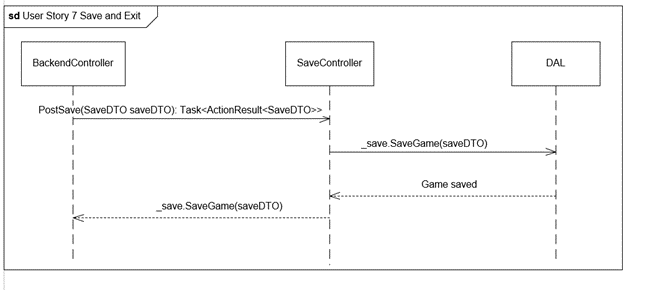 sd User Story 7 Save and Exit
BackendController
SaveController
DAL
PostSave(SaveDTO saveDTO): Task<ActionResult<SaveDTO>>
_save.SaveGame(saveDTO)
Game saved
_save.SaveGame(saveDTO)